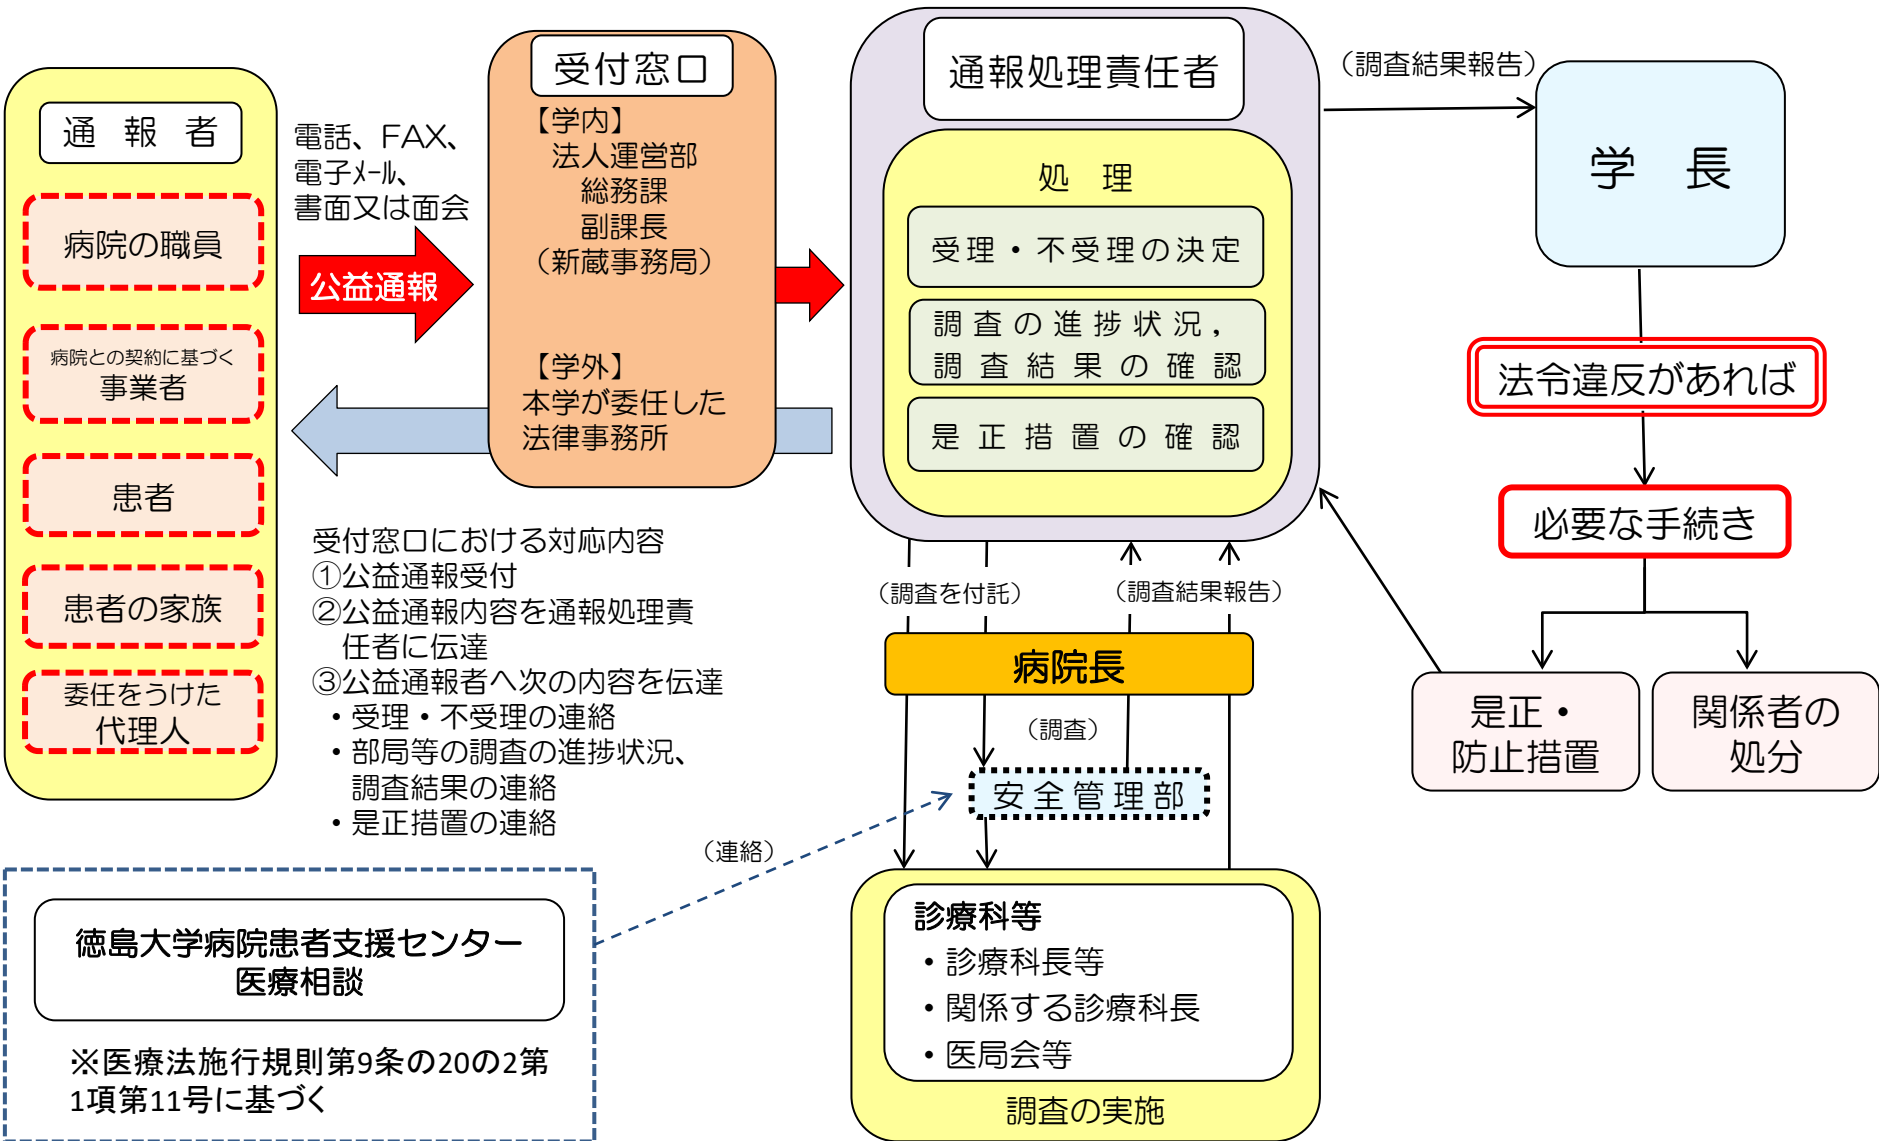 通報者
病院の職員
病院との契約に基づく
事業者
患者
患者の家族
委任をうけた
代理人
電話、FAX、
電子ﾒｰﾙ、
書面又は面会
公益通報
受付窓口
【学内】
法人運営部
総務課
副課長
（新蔵事務局）
【学外】
本学が委任した
法律事務所
受付窓口における対応内容
①公益通報受付
②公益通報内容を通報処理責
任者に伝達
③公益通報者へ次の内容を伝達
・受理・不受理の連絡
・部局等の調査の進捗状況、
調査結果の連絡
・是正措置の連絡
通報処理責任者
処理
受理・不受理の決定
調査の進捗状況，
調査結果の確認
是正措置の確認
（調査結果報告）
学長
法令違反があれば
必要な手続き
是正・
防止措置
関係者の
処分
（調査を付託）
（調査結果報告）
病院長
（調査）
安全管理部
（連絡）
診療科等
・診療科長等
・関係する診療科長
・医局会等
調査の実施
徳島大学病院患者支援センター
医療相談
※医療法施行規則第9条の20の2第
1項第11号に基づく